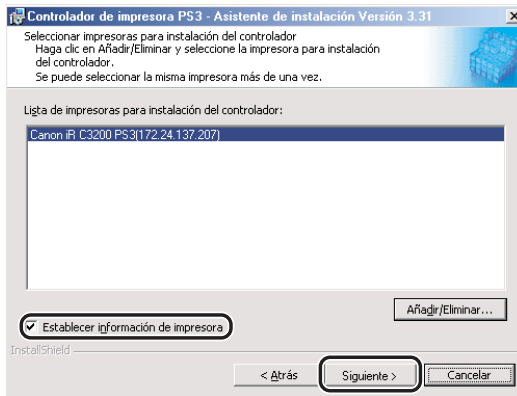 Controlador de impresora PS3 - Asistente de instalación Versión 3.31
Seleccionar impresoras para instalación del controlador
Haga clic en Añadir/Eliminar y seleccione la impresora para instalación
del controlador.
Se puede seleccionar la misma impresora más de una vez.
Lista de impresoras para instalación del controlador:
Canon iR C3200 PS3(172.24.137.207)
Añadir/Eliminar...
Establecer información de impresora
InstallShield
< Atrás
Siguiente >
Cancelar